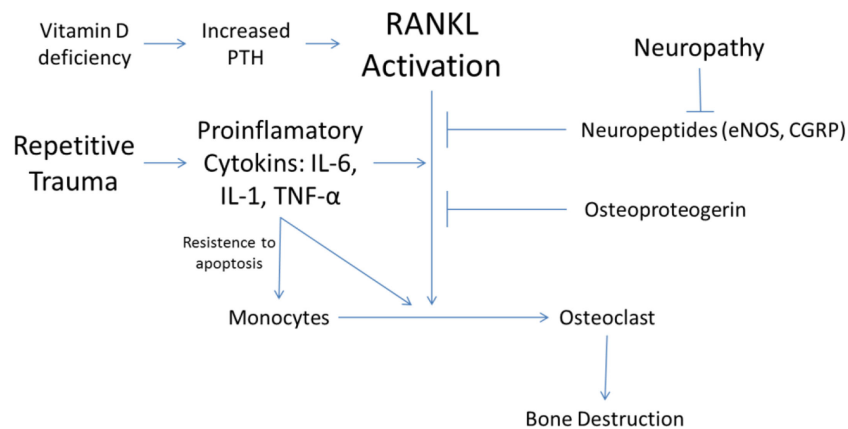 Vitamin D
deficiency
Increased
PTH
RANKL
Activation
Neuropathy
Neuropeptides (eNOS, CGRP)
Repetitive
Trauma
Proinflamatory
Cytokins: IL-6,
IL-1, TNF-α
Osteoproteogerin
Resistence to
apoptosis
Monocytes
Osteoclast
Bone Destruction